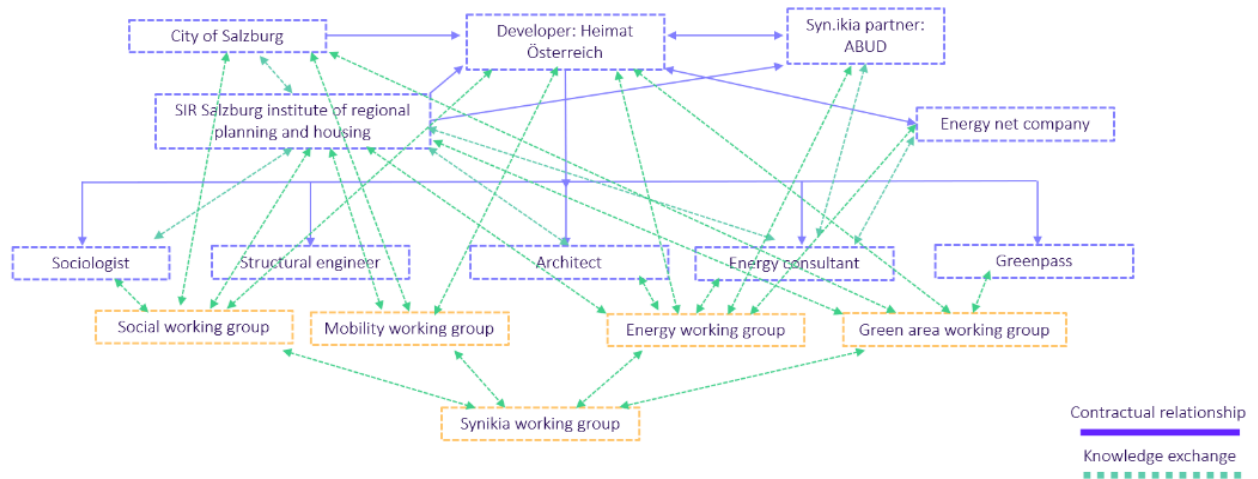 City of Salzburg
Developer: Heimat
Österreich
Syn.ikia partner:
ABUD
SIR Salzburg institute of regional
planning and housing
Energy net company
Sociologist
Structural engineer
Architect
Energy consultant
Greenpass
Social working group
Mobility working group
Energy working group
Green area working group
Synikia working group
Contractual relationship
Knowledge exchange